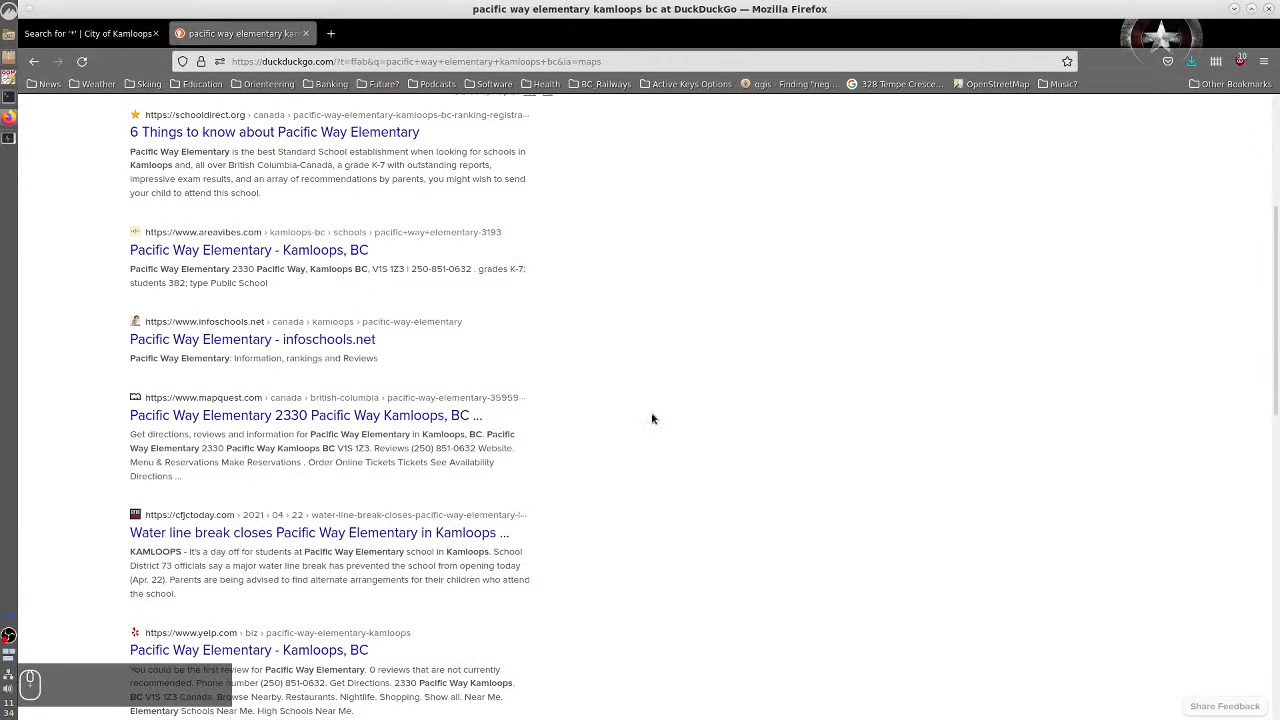 pacific way elementary kamloops bc at DuckDuckGo — Mozilla Firefox
Search for '*' | City of Kamloops
pacific way elementary kam
https://duckduckgo.com/?t=ffab&q=pacific+way+elementary+kamloops+bc&ia=maps
10
News Weather Skiing Education Orienteering Banking Future? Podcasts Software Health BC_Railways Active Keys Options qgis - Finding "neg... 328 Tempe Cresce... OpenStreetMap Music? Other Bookmarks
https://schooldirect.org › canada › pacific-way-elementary-kamloops-bc-ranking-registra...
6 Things to know about Pacific Way Elementary
Pacific Way Elementary is the best Standard School establishment when looking for schools in
Kamloops and, all over British Columbia-Canada, a grade K-7 with outstanding reports,
impressive exam results, and an array of recommendations by parents, you might wish to send
your child to attend this school.
https://www.areavibes.com › kamloops-bc › schools › pacific+way+elementary-3193
Pacific Way Elementary - Kamloops, BC
Pacific Way Elementary 2330 Pacific Way, Kamloops BC, V1S 1Z3 | 250-851-0632 . grades K-7;
students 382; type Public School
https://www.infoschools.net › canada › kamloops › pacific-way-elementary
Pacific Way Elementary - infoschools.net
Pacific Way Elementary: Information, rankings and Reviews
https://www.mapquest.com › canada › british-columbia › pacific-way-elementary-35959...
Pacific Way Elementary 2330 Pacific Way Kamloops, BC ...
Get directions, reviews and information for Pacific Way Elementary in Kamloops, BC. Pacific
Way Elementary 2330 Pacific Way Kamloops BC V1S 1Z3. Reviews (250) 851-0632 Website.
Menu & Reservations Make Reservations . Order Online Tickets Tickets See Availability
Directions ...
https://cfjctoday.com › 2021 › 04 › 22 › water-line-break-closes-pacific-way-elementary-i...
Water line break closes Pacific Way Elementary in Kamloops ...
KAMLOOPS - It's a day off for students at Pacific Way Elementary school in Kamloops. School
District 73 officials say a major water line break has prevented the school from opening today
(Apr. 22). Parents are being advised to find alternate arrangements for their children who attend
the school.
https://www.yelp.com › biz › pacific-way-elementary-kamloops
Pacific Way Elementary - Kamloops, BC
You could be the first review for Pacific Way Elementary. 0 reviews that are not currently
recommended. Phone number (250) 851-0632. Get Directions. 2330 Pacific Way Kamloops,
BC V1S 1Z3 Canada. Browse Nearby. Restaurants. Nightlife. Shopping. Show all. Near Me.
Elementary Schools Near Me. High Schools Near Me.
Share Feedback
11
34